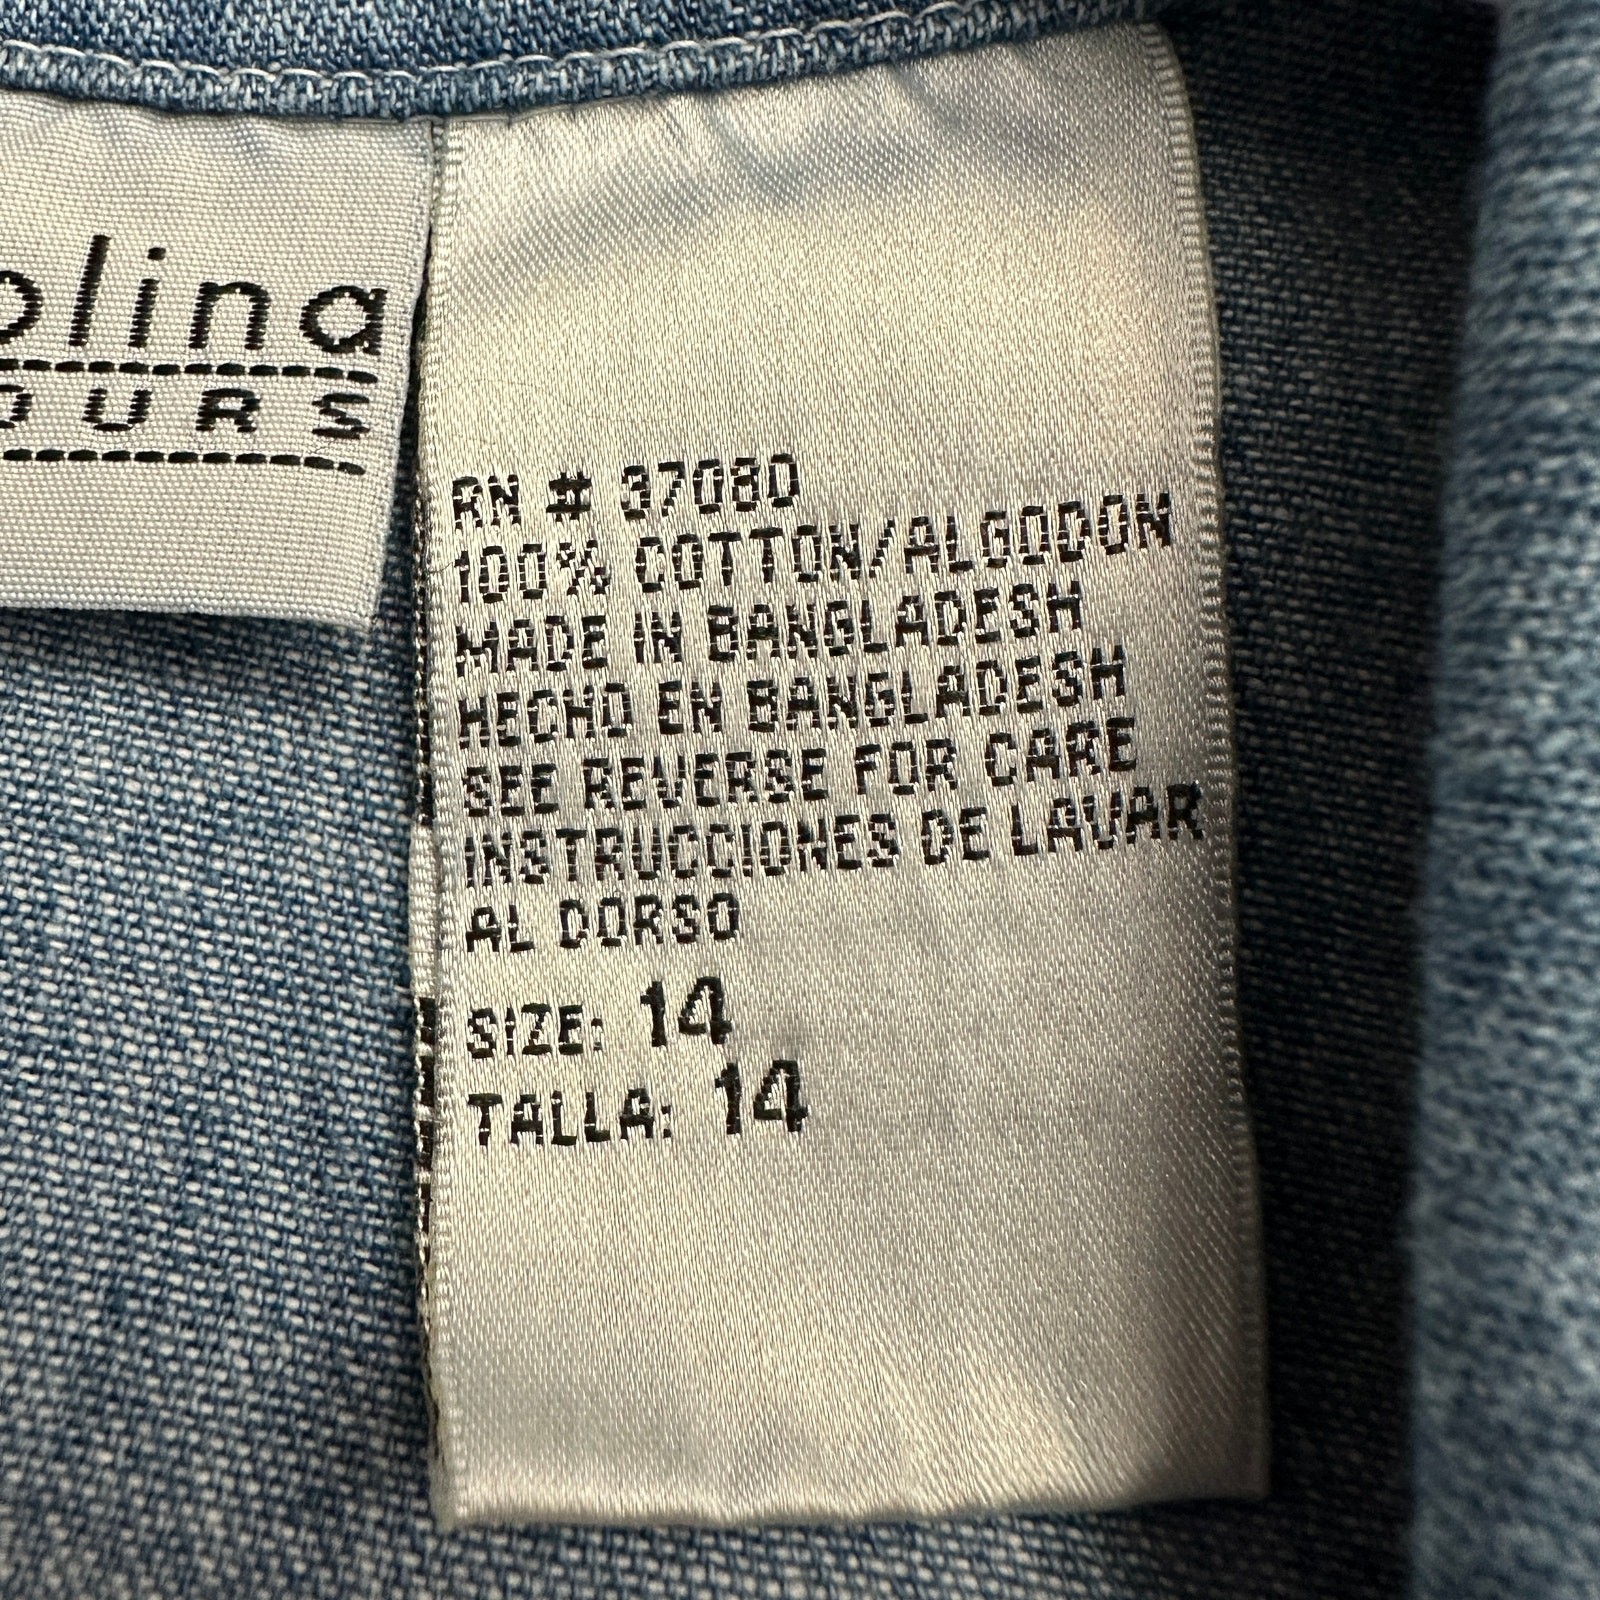 olina
OURS
RN # 37080
100% COTTON/ALGODON
MADE IN BANGLADESH
HECHO EN BANGLADESH
SEE REVERSE FOR CARE
INSTRUCCIONES DE LAVAR
AL DORSO
SIZE: 14
TALLA: 14